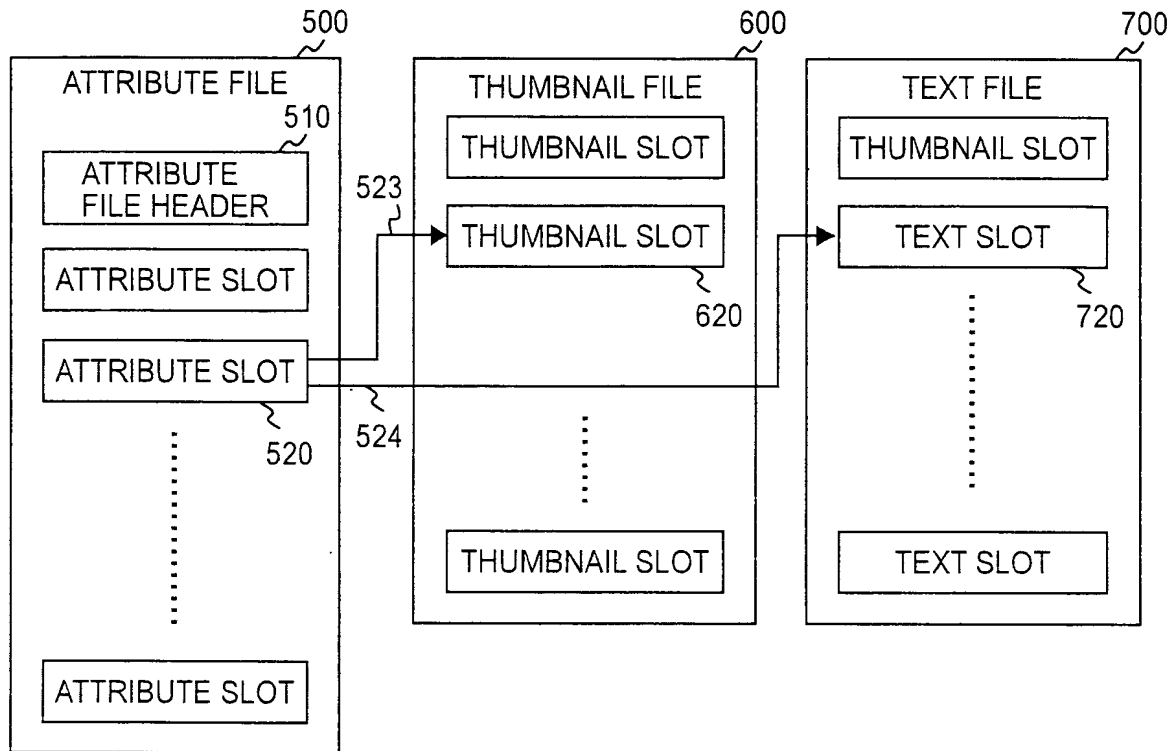 500
600
700
ATTRIBUTE FILE
THUMBNAIL FILE
TEXT FILE
510
ATTRIBUTE
FILE HEADER
THUMBNAIL SLOT
THUMBNAIL SLOT
523
THUMBNAIL SLOT
TEXT SLOT
ATTRIBUTE SLOT
620
720
ATTRIBUTE SLOT
524
520
THUMBNAIL SLOT
TEXT SLOT
ATTRIBUTE SLOT